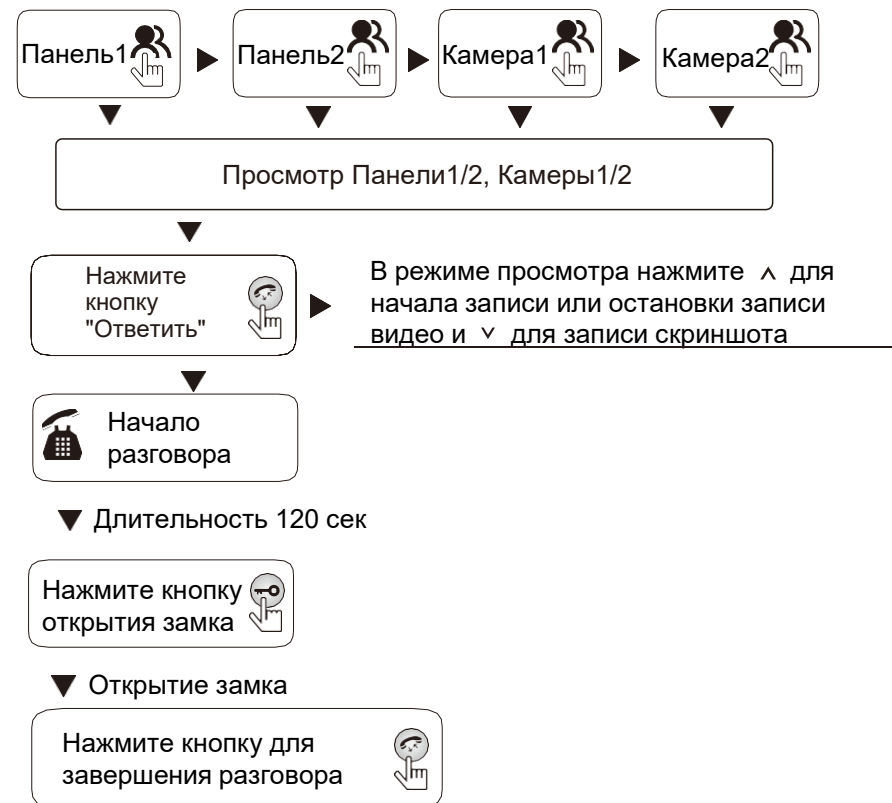 Панель1
Панель2
Камера1
Камера2
Просмотр Панели1/2, Камеры1/2
Нажмите
кнопку
"Ответить"
В режиме просмотра нажмите ^ для
начала записи или остановки записи
видео и ˅ для записи скриншота
Начало
разговора
Длительность 120 сек
Нажмите кнопку
открытия замка
Открытие замка
Нажмите кнопку для
завершения разговора